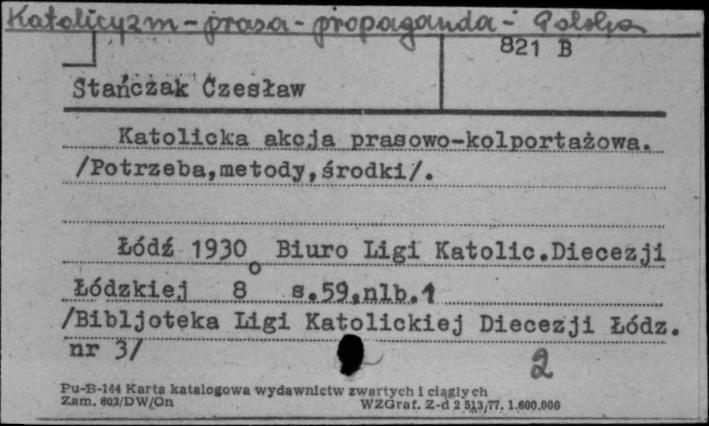 Katolicyzm - prasa - propaganda - Polska
821 B
Stańczak Czesław
Katolicka akcja prasowo-kolportażowa.
/Potrzeba,metody,środki/.
Łódź 1930 Biuro Ligi Katolic.Diecezji
Łódzkiej 8° s.59,nlb.1
/Bibljoteka Ligi Katolickiej Diecezji Łódz.
nr 3/
2
Pu-B-144 Karta katalogowa wydawnictw zwartych i ciągłych
Zam. 603/DW/On WZGraf. Z-d 2 513/77. 1.600.000